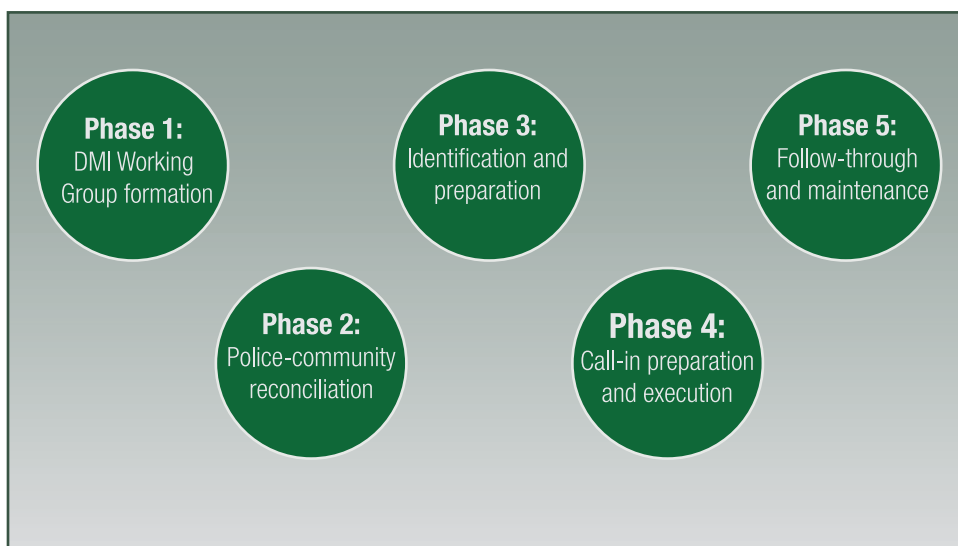 Phase 1:
DMI Working
Group formation
Phase 2:
Police-community
reconciliation
Phase 3:
Identification and
preparation
Phase 4:
Call-in preparation
and execution
Phase 5:
Follow-through
and maintenance